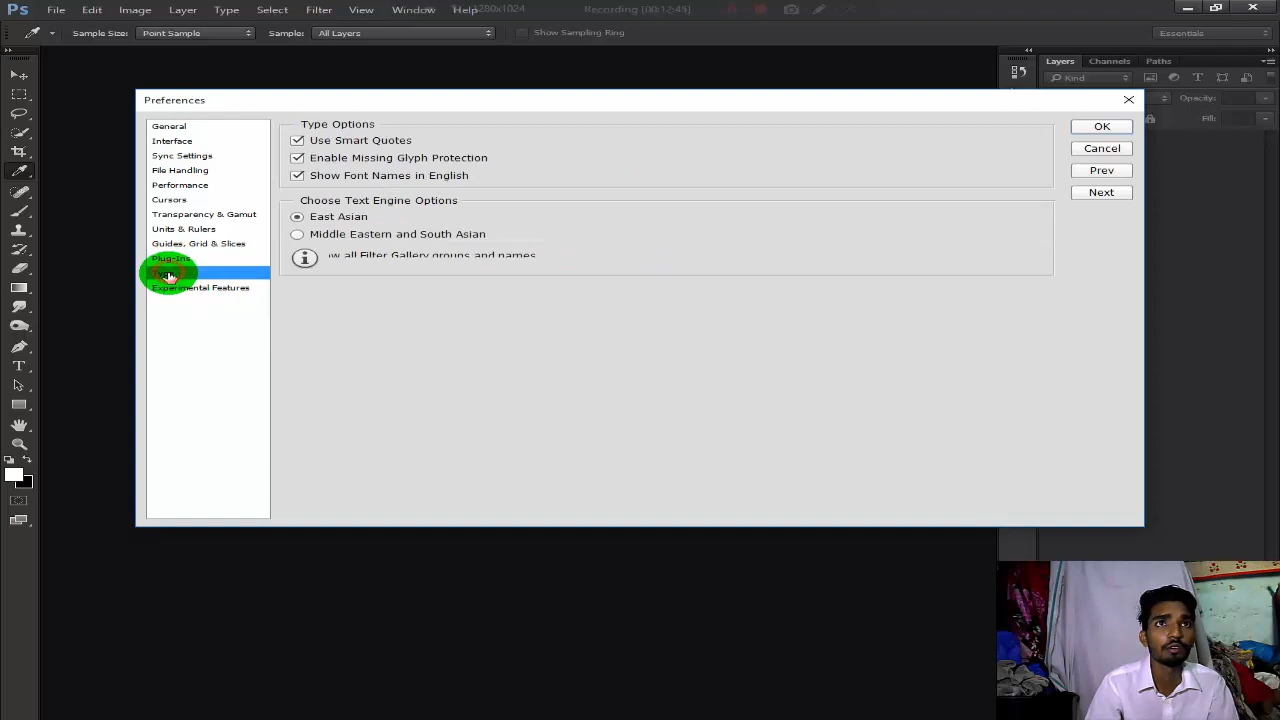 Ps File Edit Image Layer Type Select Filter View Window Help 1280x1024 Recording
Sample Size: Point Sample Sample: All Layers Show Sampling Ring Essentials
Layers Channels Paths
Kind
Opacity:
Fill:
Preferences
General
Interface
Sync Settings
File Handling
Performance
Cursors
Transparency & Gamut
Units & Rulers
Guides, Grid & Slices
Plug-Ins
Type
Experimental Features
Type Options
Use Smart Quotes
Enable Missing Glyph Protection
Show Font Names in English
Choose Text Engine Options
East Asian
Middle Eastern and South Asian
all Filter Gallery groups and names
OK
Cancel
Prev
Next